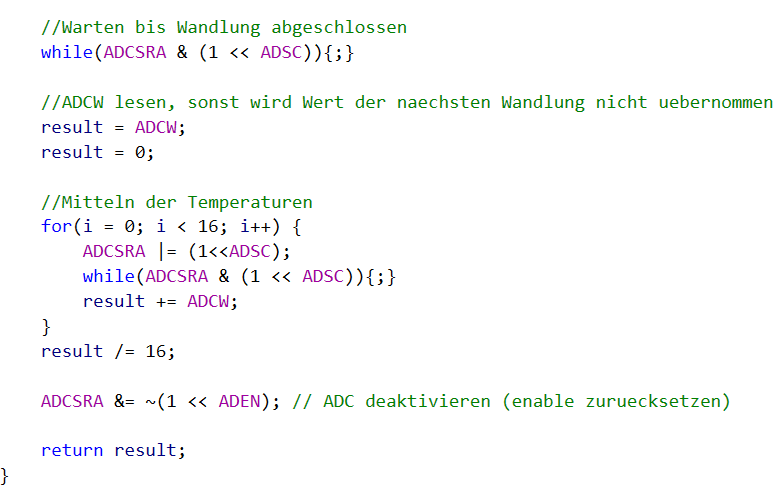 //Warten bis Wandlung abgeschlossen
while(ADCSRA & (1 << ADSC)){;}
//ADCW lesen, sonst wird Wert der naechsten Wandlung nicht uebernommen
result = ADCW;
result = 0;
//Mitteln der Temperaturen
for(i = 0; i < 16; i++) {
ADCSRA |= (1<<ADSC);
while(ADCSRA & (1 << ADSC)){;}
result += ADCW;
}
result /= 16;
ADCSRA &= ~(1 << ADEN); // ADC deaktivieren (enable zuruecksetzen)
return result;
}